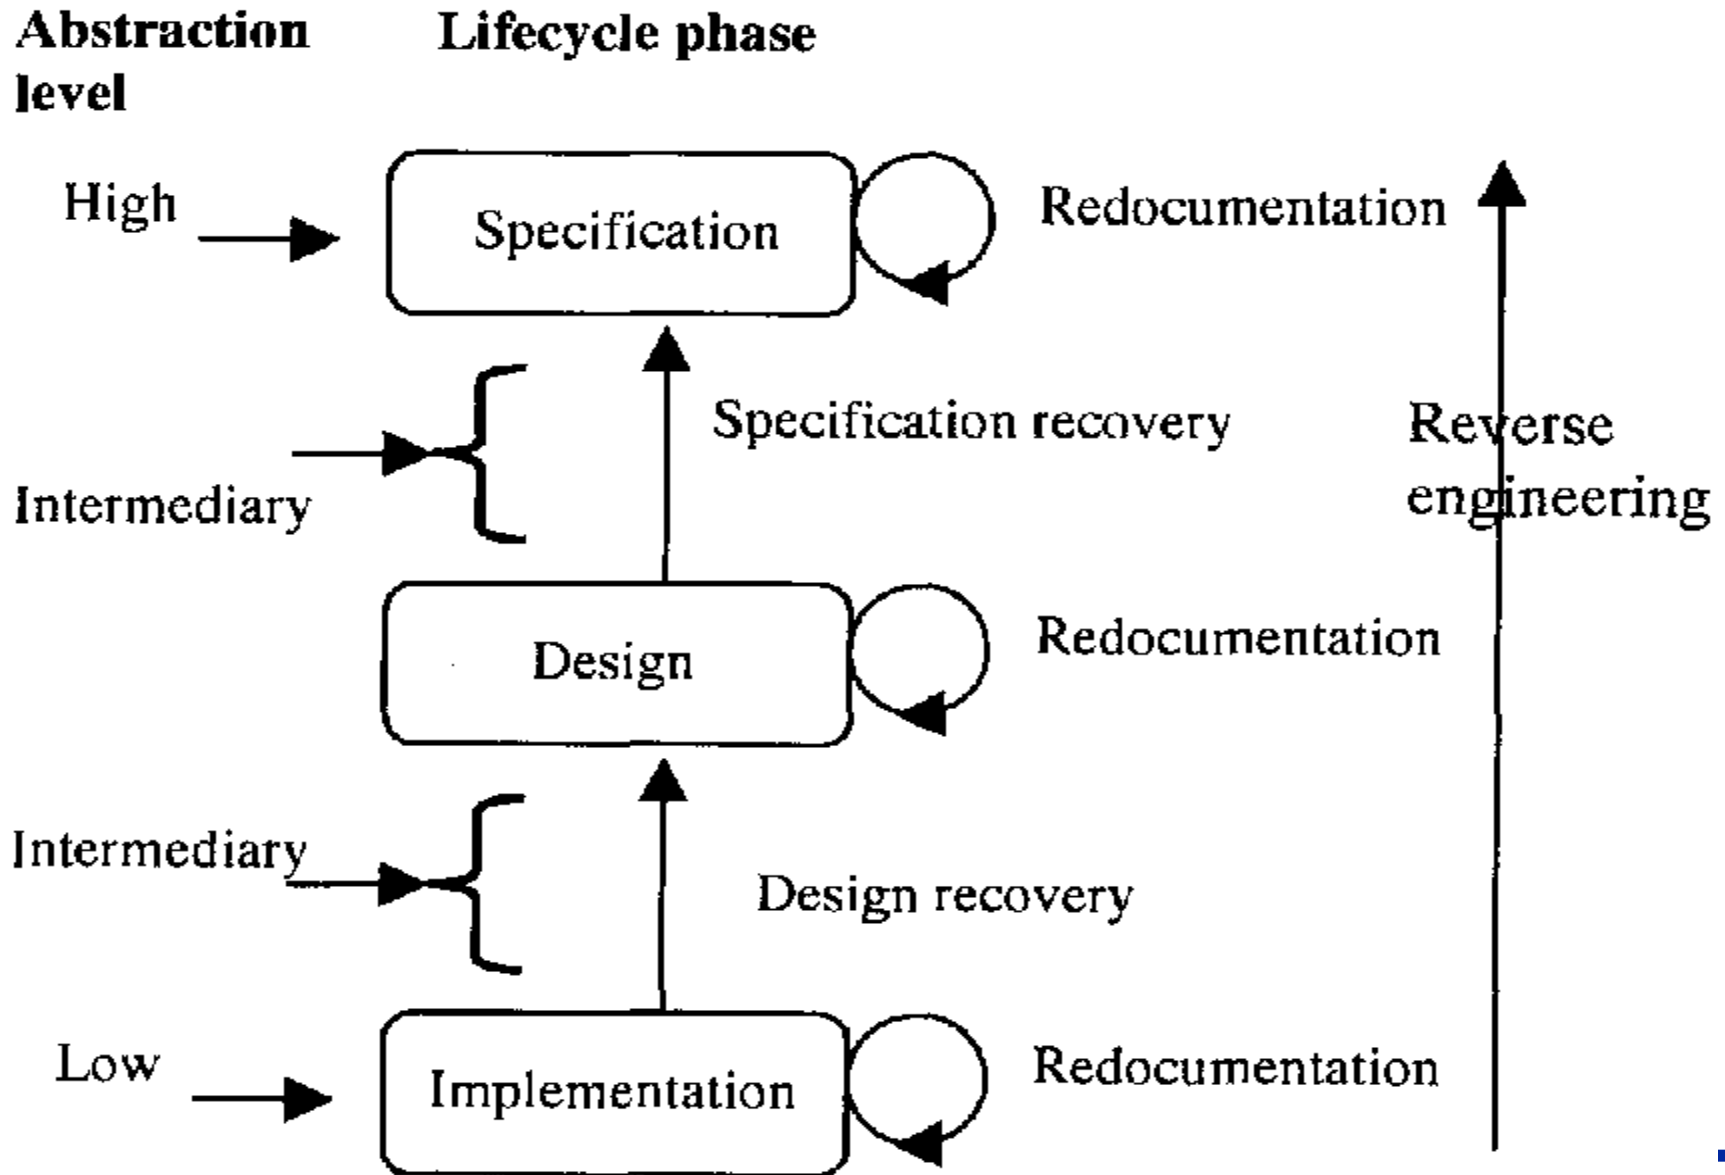 Abstraction
level
Lifecycle phase
High
Specification
Redocumentation
Specification recovery
Reverse
engineering
Intermediary
Design
Redocumentation
Intermediary
Design recovery
Low
Implementation
Redocumentation